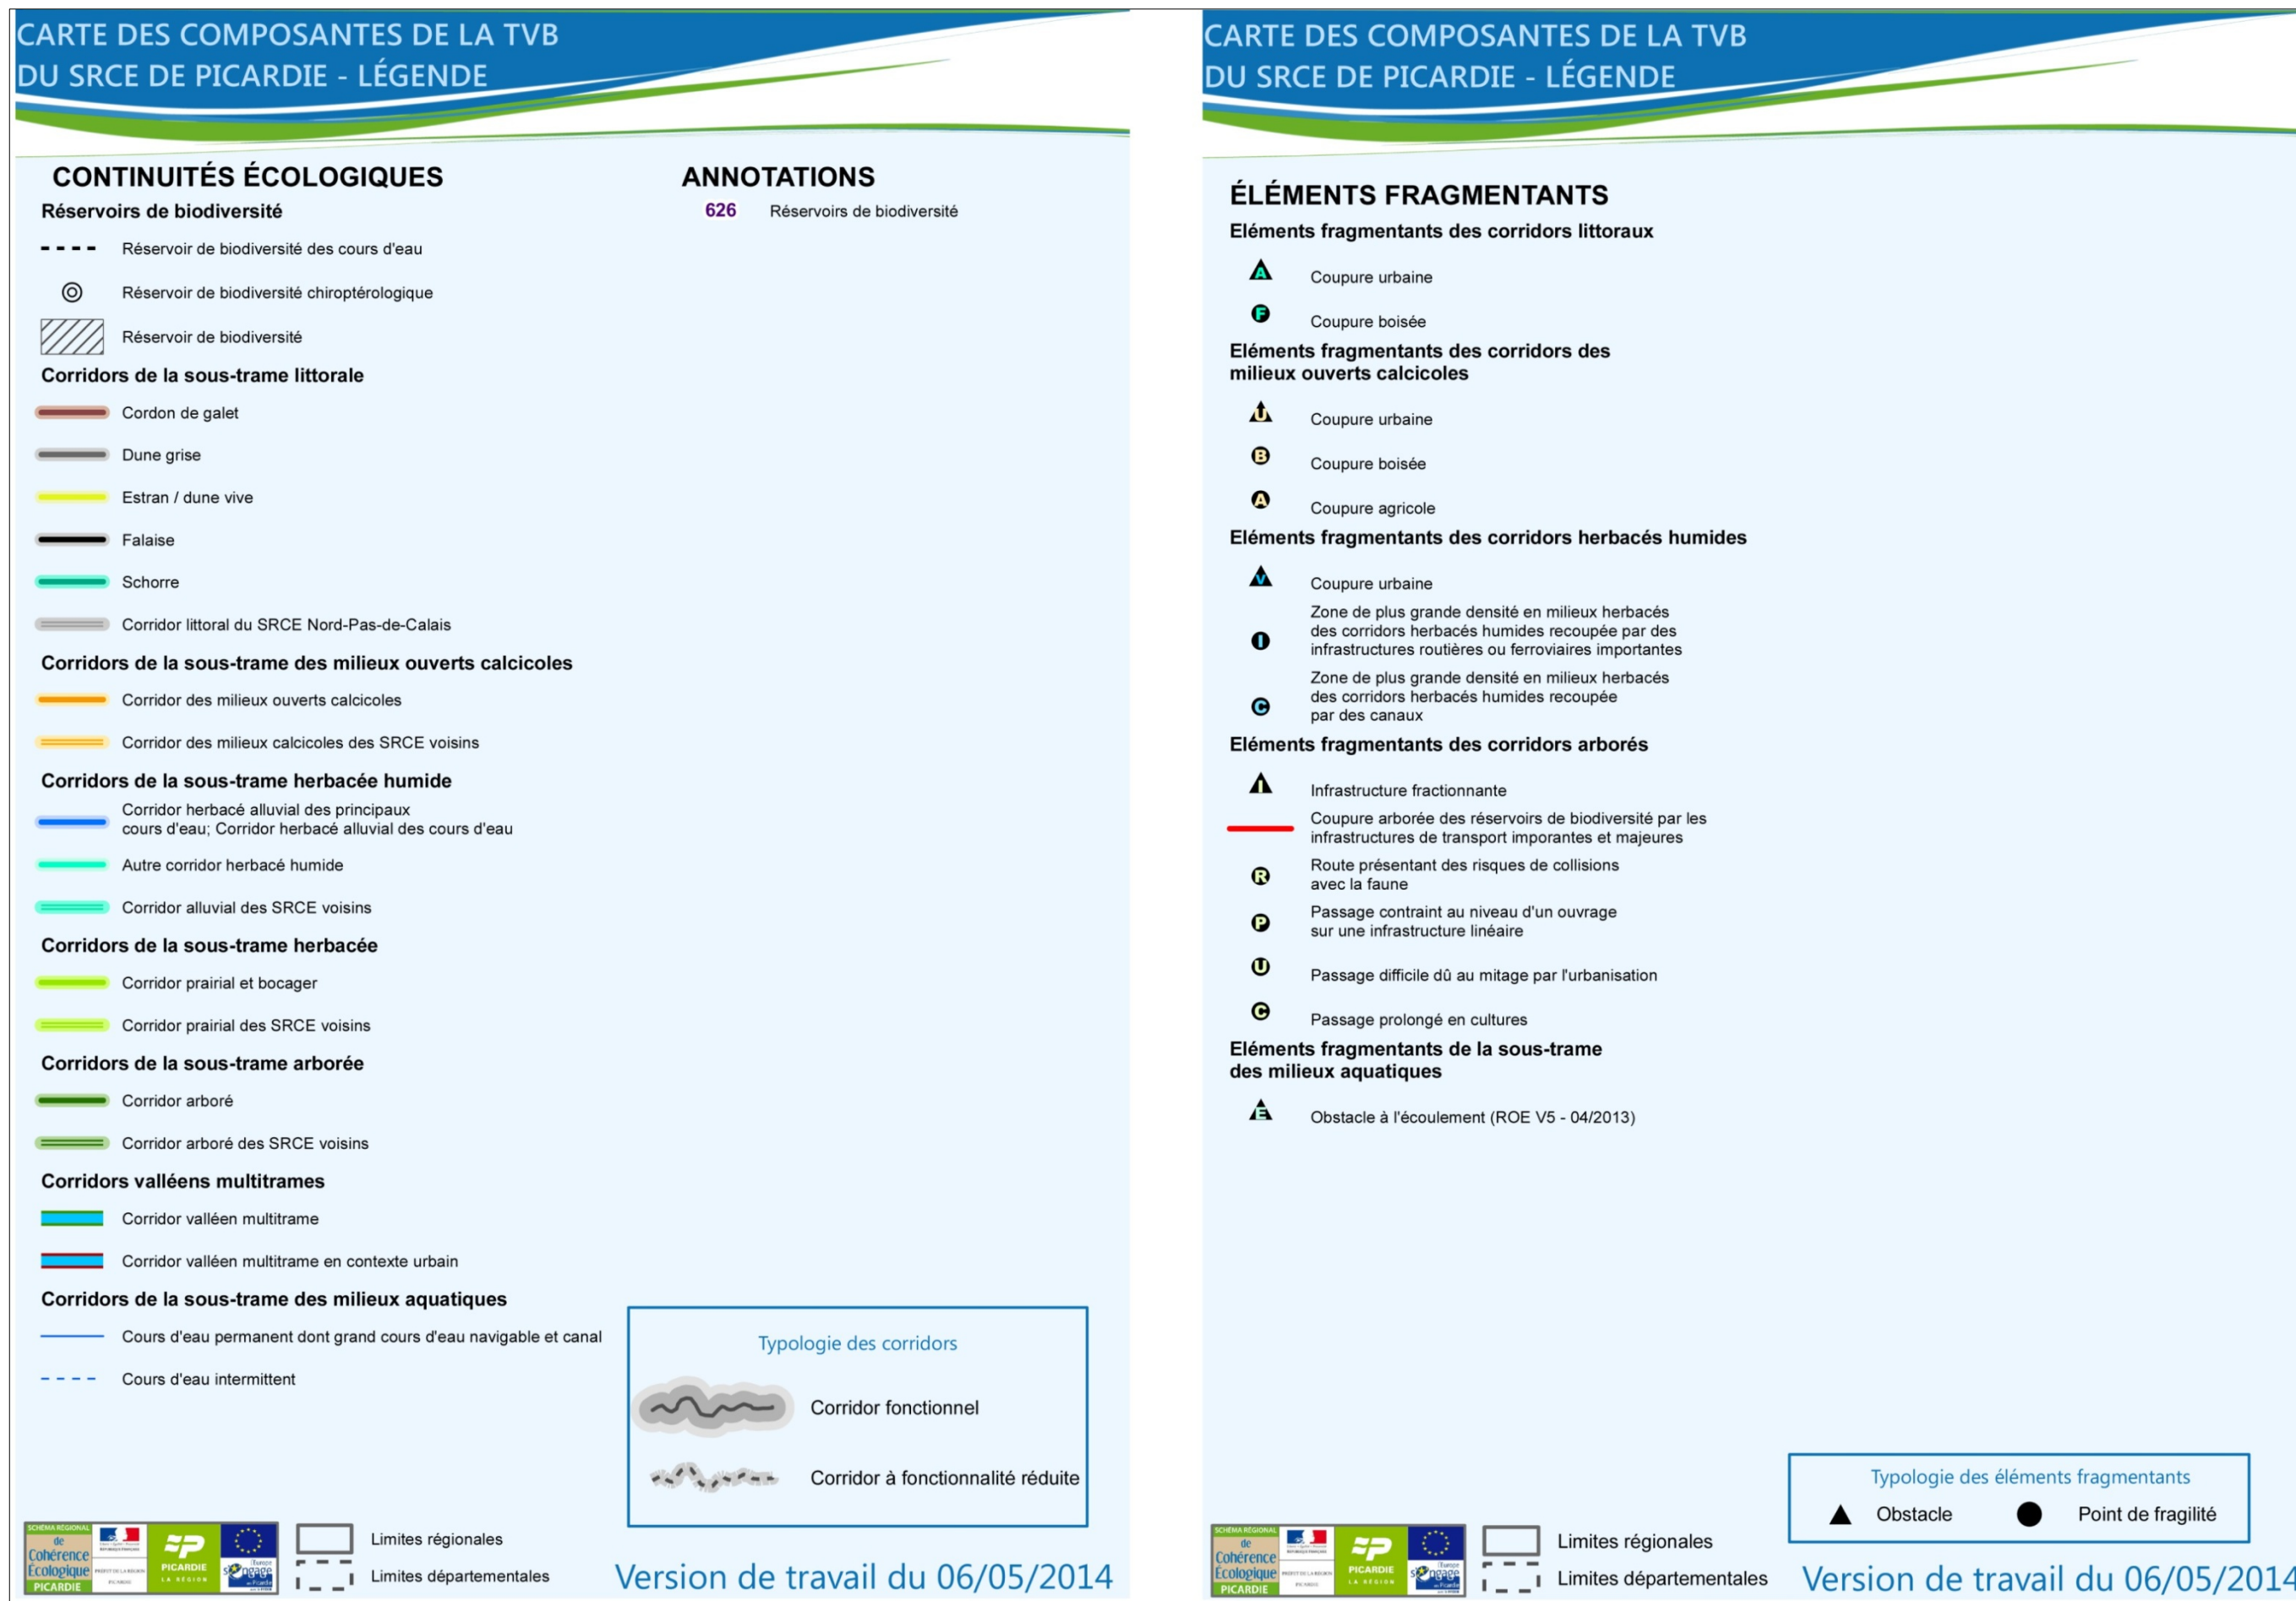 CARTE DES COMPOSANTES DE LA TVB
DU SRCE DE PICARDIE - LÉGENDE
CONTINUITÉS ÉCOLOGIQUES
Réservoirs de biodiversité
Réservoir de biodiversité des cours d'eau
Réservoir de biodiversité chiroptérologique
Réservoir de biodiversité
Corridors de la sous-trame littorale
Cordon de galet
Dune grise
Estran / dune vive
Falaise
Schorre
Corridor littoral du SRCE Nord-Pas-de-Calais
Corridors de la sous-trame des milieux ouverts calcicoles
Corridor des milieux ouverts calcicoles
Corridor des milieux calcicoles des SRCE voisins
Corridors de la sous-trame herbacée humide
Corridor herbacé alluvial des principaux
cours d'eau; Corridor herbacé alluvial des cours d'eau
Autre corridor herbacé humide
Corridor alluvial des SRCE voisins
Corridors de la sous-trame herbacée
Corridor prairial et bocager
Corridor prairial des SRCE voisins
Corridors de la sous-trame arborée
Corridor arboré
Corridor arboré des SRCE voisins
Corridors valléens multitrames
Corridor valléen multitrame
Corridor valléen multitrame en contexte urbain
Corridors de la sous-trame des milieux aquatiques
Cours d'eau permanent dont grand cours d'eau navigable et canal
Cours d'eau intermittent
ANNOTATIONS
626 Réservoirs de biodiversité
Typologie des corridors
Corridor fonctionnel
Corridor à fonctionnalité réduite
SCHÉMA RÉGIONAL
de
Cohérence
Écologique
PICARDIE
PICARDIE
LA RÉGION
Limites régionales
Limites départementales
Version de travail du 06/05/2014
CARTE DES COMPOSANTES DE LA TVB
DU SRCE DE PICARDIE - LÉGENDE
ÉLÉMENTS FRAGMENTANTS
Eléments fragmentants des corridors littoraux
A Coupure urbaine
F Coupure boisée
Eléments fragmentants des corridors des
milieux ouverts calcicoles
U Coupure urbaine
B Coupure boisée
A Coupure agricole
Eléments fragmentants des corridors herbacés humides
V Coupure urbaine
Zone de plus grande densité en milieux herbacés
I des corridors herbacés humides recoupée par des
infrastructures routières ou ferroviaires importantes
Zone de plus grande densité en milieux herbacés
des corridors herbacés humides recoupée
C par des canaux
Eléments fragmentants des corridors arborés
I Infrastructure fractionnante
Coupure arborée des réservoirs de biodiversité par les
infrastructures de transport imporantes et majeures
R Route présentant des risques de collisions
avec la faune
P Passage contraint au niveau d'un ouvrage
sur une infrastructure linéaire
U Passage difficile dû au mitage par l'urbanisation
C Passage prolongé en cultures
Eléments fragmentants de la sous-trame
des milieux aquatiques
E Obstacle à l'écoulement (ROE V5 - 04/2013)
Typologie des éléments fragmentants
Obstacle Point de fragilité
SCHÉMA RÉGIONAL
de
Cohérence
Écologique
PICARDIE
PICARDIE
LA RÉGION
Limites régionales
Limites départementales
Version de travail du 06/05/2014